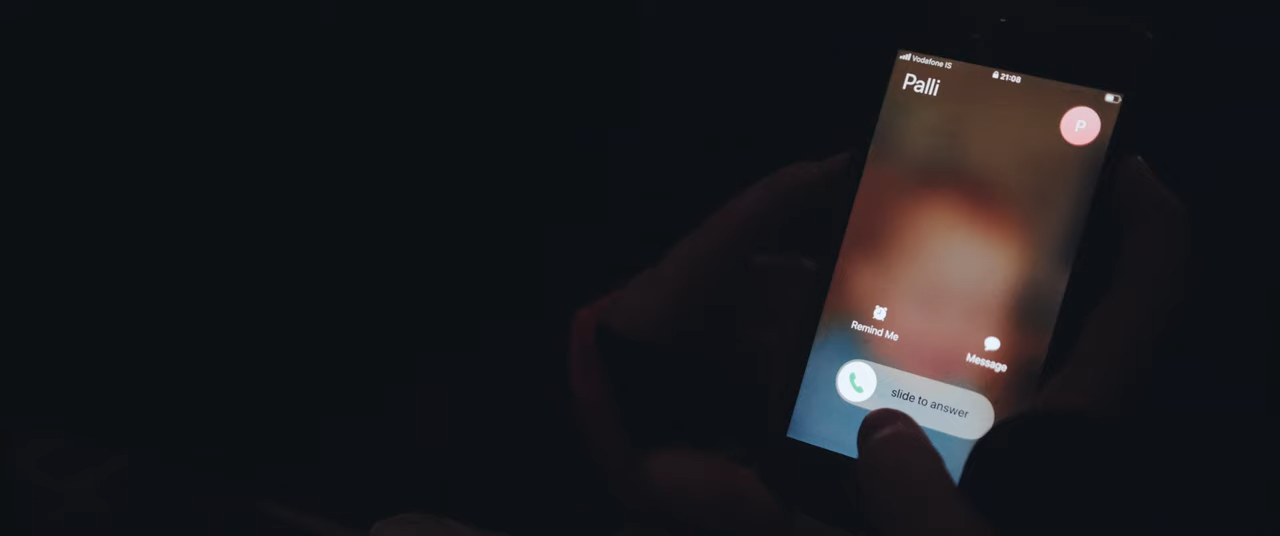 Vodafone IS 21:08
Palli
P
Remind Me
Message
slide to answer